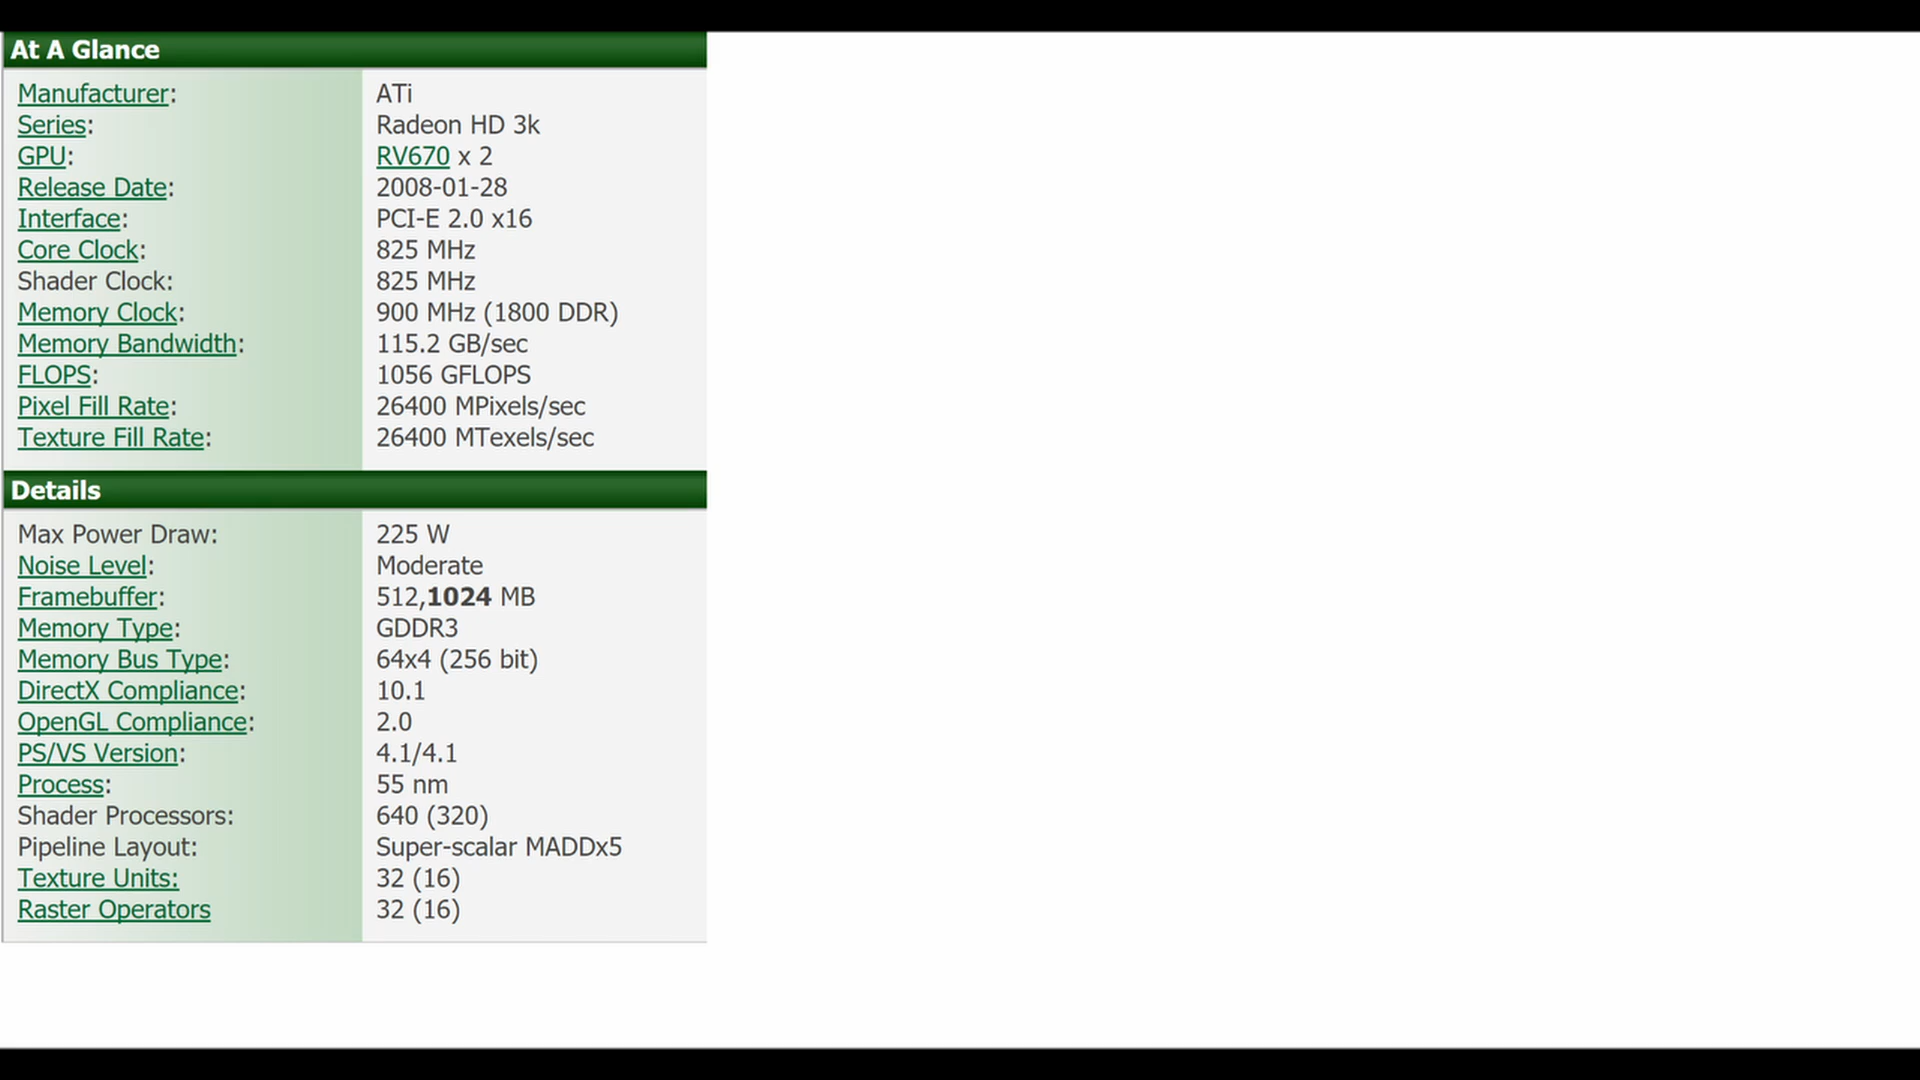 At A Glance
Manufacturer: ATi
Series: Radeon HD 3k
GPU: RV670 x 2
Release Date: 2008-01-28
Interface: PCI-E 2.0 x16
Core Clock: 825 MHz
Shader Clock: 825 MHz
Memory Clock: 900 MHz (1800 DDR)
Memory Bandwidth: 115.2 GB/sec
FLOPS: 1056 GFLOPS
Pixel Fill Rate: 26400 MPixels/sec
Texture Fill Rate: 26400 MTexels/sec
Details
Max Power Draw: 225 W
Noise Level: Moderate
Framebuffer: 512,1024 MB
Memory Type: GDDR3
Memory Bus Type: 64x4 (256 bit)
DirectX Compliance: 10.1
OpenGL Compliance: 2.0
PS/VS Version: 4.1/4.1
Process: 55 nm
Shader Processors: 640 (320)
Pipeline Layout: Super-scalar MADDx5
Texture Units: 32 (16)
Raster Operators 32 (16)